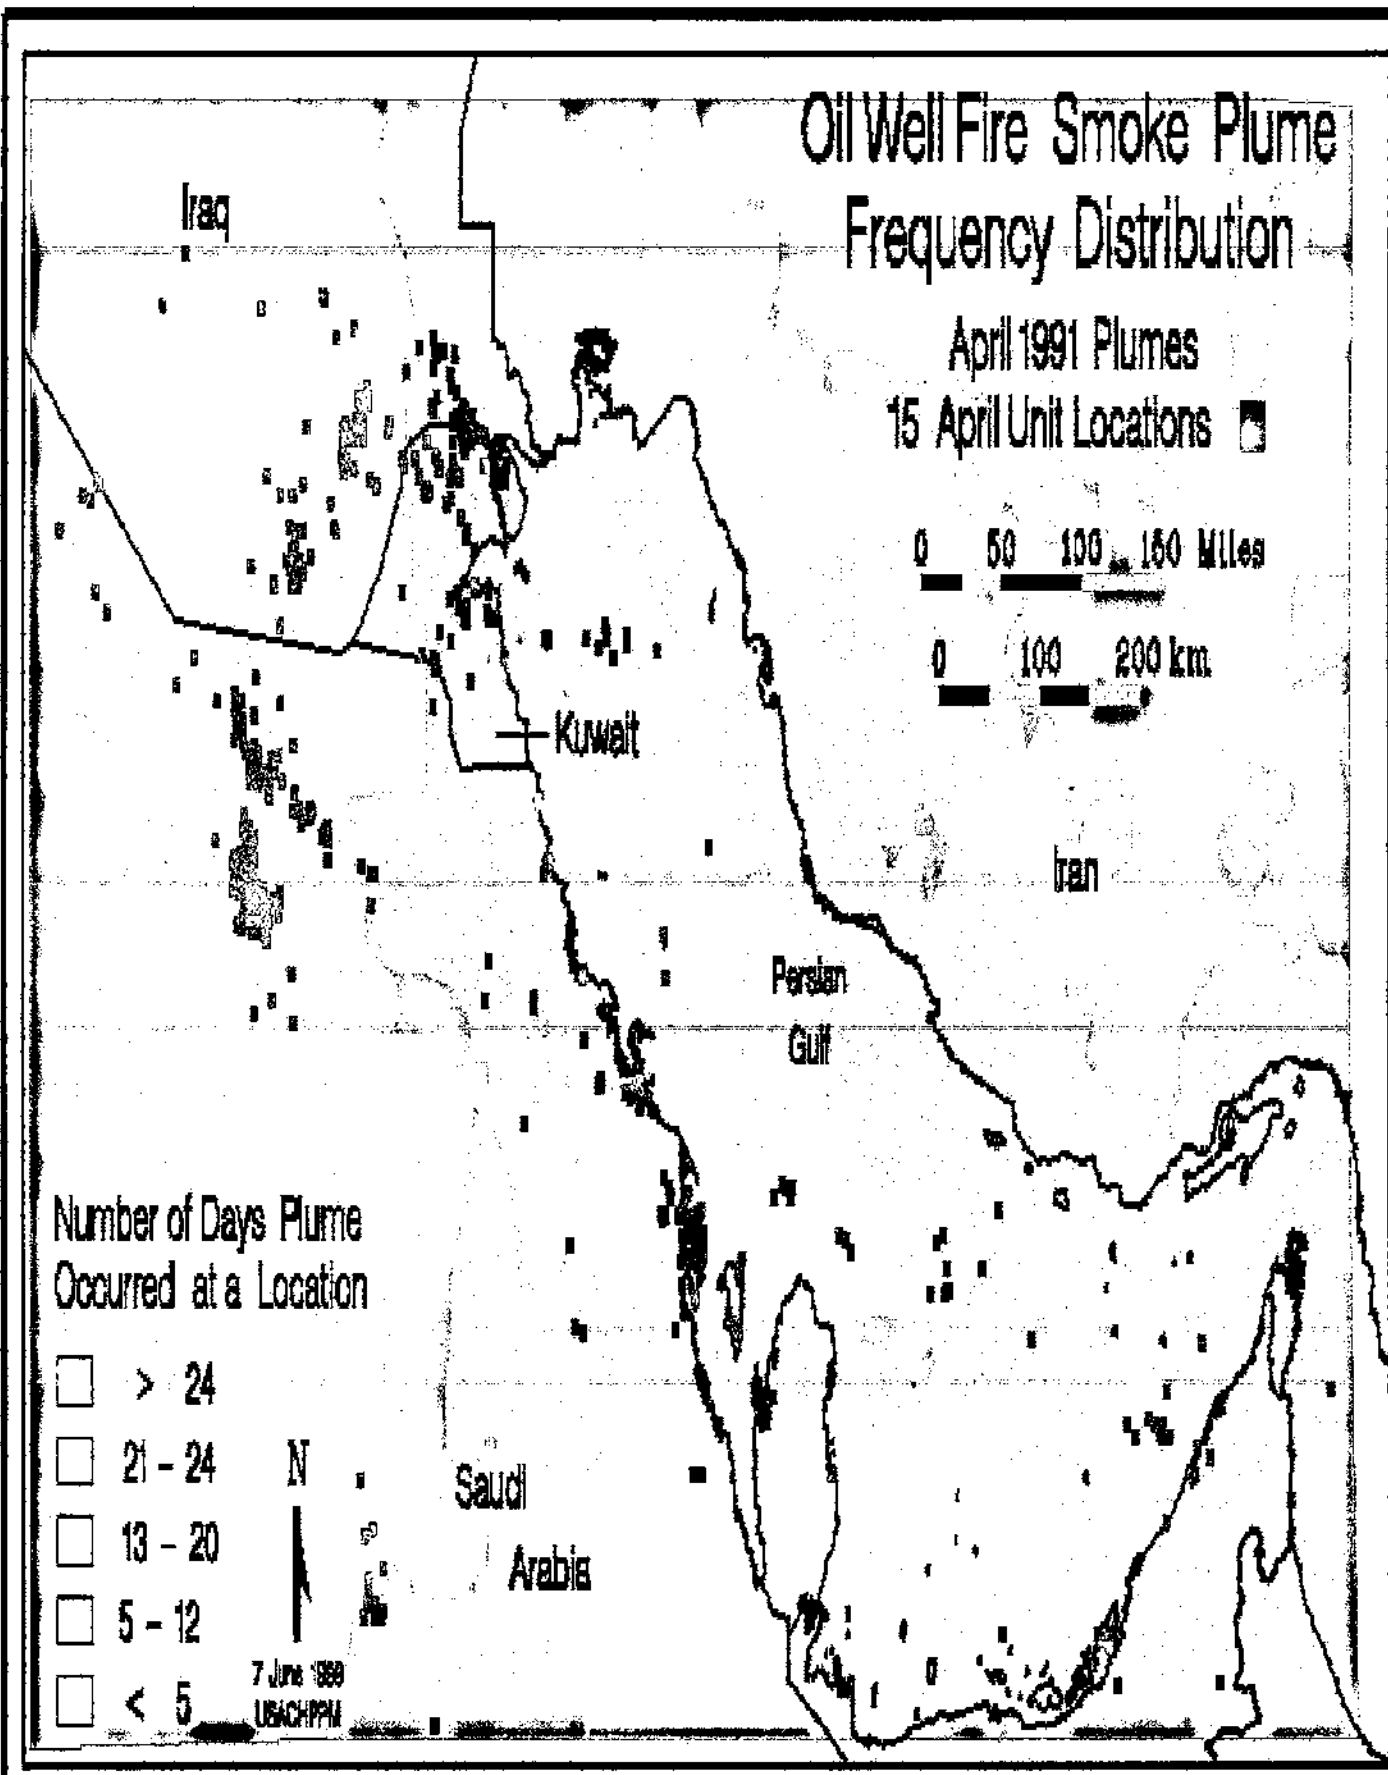 Oil Well Fire Smoke Plume
Frequency Distribution
April 1991 Plumes
15 April Unit Locations
Iraq
0 50 100 150 Miles
0 100 200 km
Kuwait
Iran
Persian
Gulf
Number of Days Plume
Occurred at a Location
> 24
21 - 24
13 - 20
5 - 12
< 5
N
7 June
USACHPPM
Saudi
Arabia